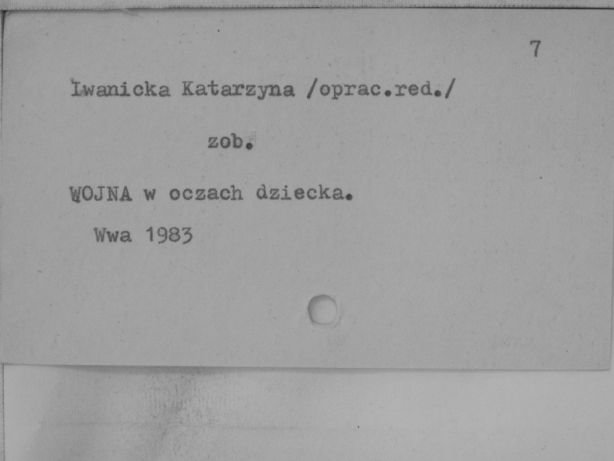 7
Iwanicka Katarzyna /oprac.red./
zob.
WOJNA w oczach dziecka.
Wwa 1983